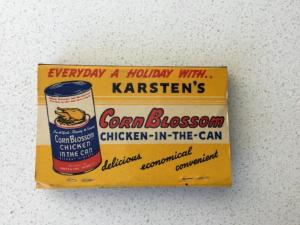 EVERYDAY A HOLIDAY WITH..
KARSTEN'S
CORN BLOSSOM
CHICKEN-IN-THE-CAN
delicious economical convenient
CORN BLOSSOM
CHICKEN
IN THE CAN